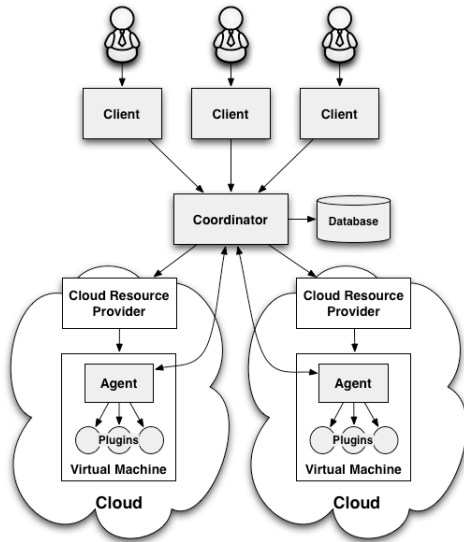 Client
Client
Client
Coordinator
Database
Cloud Resource
Provider
Cloud Resource
Provider
Agent
Agent
Plugins
Plugins
Virtual Machine
Virtual Machine
Cloud
Cloud